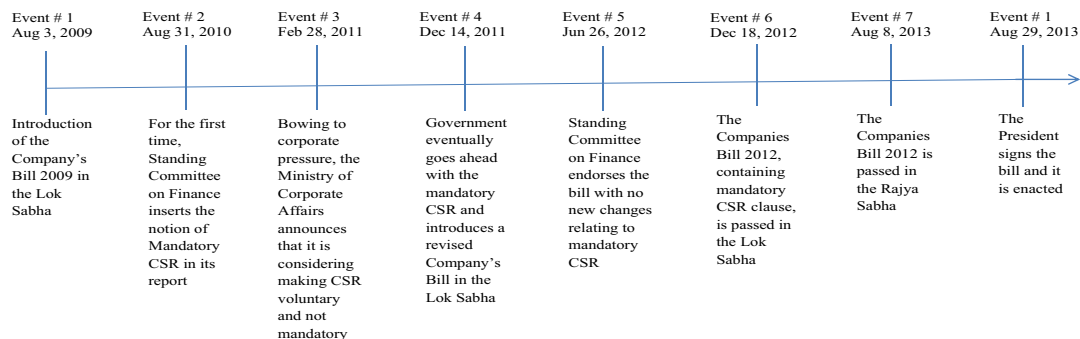 Event # 1
Aug 3, 2009
Event # 2
Aug 31, 2010
Event # 3
Feb 28, 2011
Event # 4
Dec 14, 2011
Event # 5
Jun 26, 2012
Event # 6
Dec 18, 2012
Event # 7
Aug 8, 2013
Event # 1
Aug 29, 2013
Introduction
of the
Company's
Bill 2009 in
the Lok
Sabha
For the first
time,
Standing
Committee
on Finance
inserts the
notion of
Mandatory
CSR in its
report
Bowing to
corporate
pressure, the
Ministry of
Corporate
Affairs
announces
that it is
considering
making CSR
voluntary
and not
mandatory
Government
eventually
goes ahead
with the
mandatory
CSR and
introduces a
revised
Company's
Bill in the
Lok Sabha
Standing
Committee
on Finance
endorses the
bill with no
new changes
relating to
mandatory
CSR
The
Companies
Bill 2012,
containing
mandatory
CSR clause,
is passed in
the Lok
Sabha
The
Companies
Bill 2012 is
passed in
the Rajya
Sabha
The
President
signs the
bill and it
is enacted